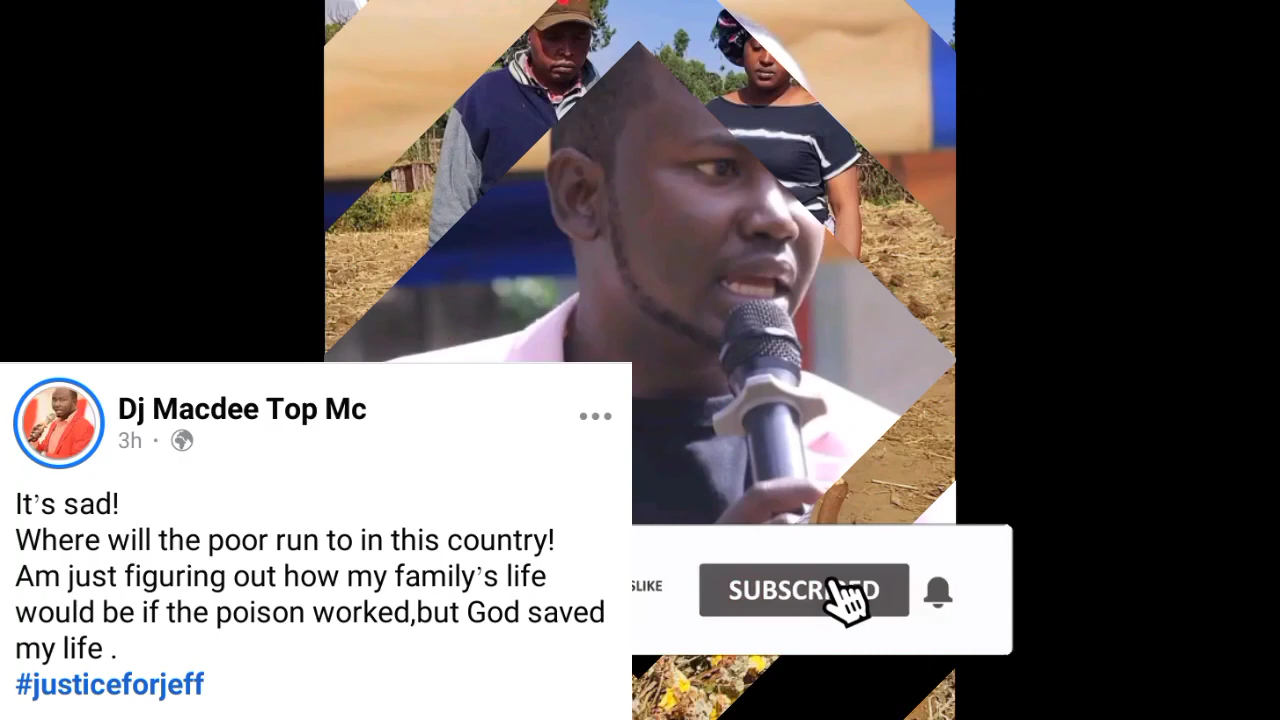 Dj Macdee Top Mc
3h ·
It’s sad!
Where will the poor run to in this country!
Am just figuring out how my family’s life
would be if the poison worked,but God saved
my life .
#justiceforjeff
SLIKE
SUBSCRIBED